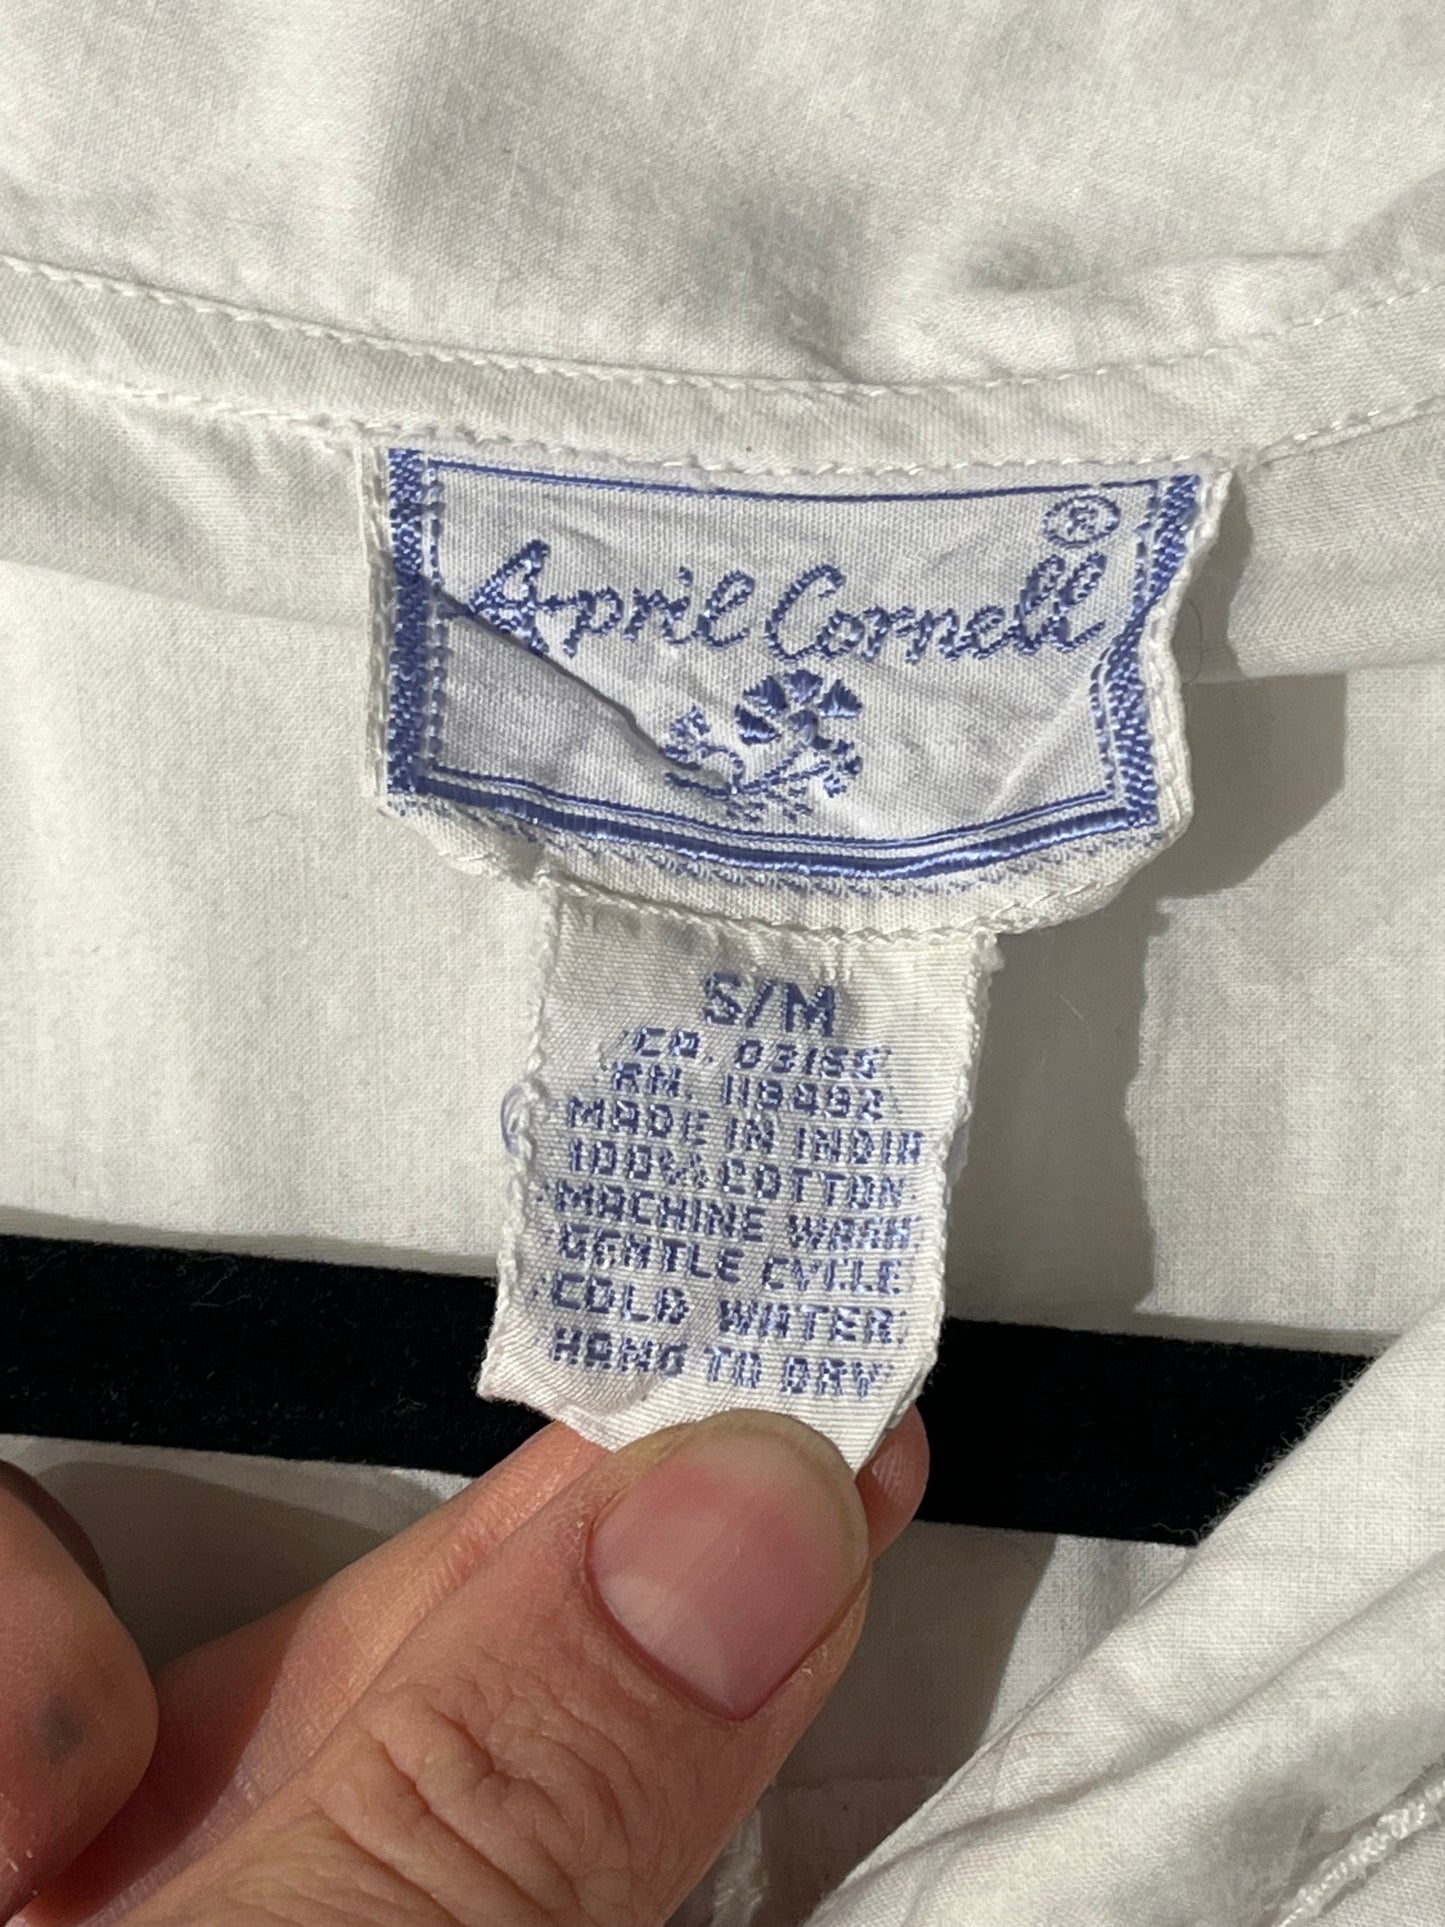 April Cornell ®
S/M
CA. 03155
RN. 118492
MADE IN INDIA
100% COTTON
MACHINE WASH
GENTLE CYCLE
COLD WATER
HANG TO DRY